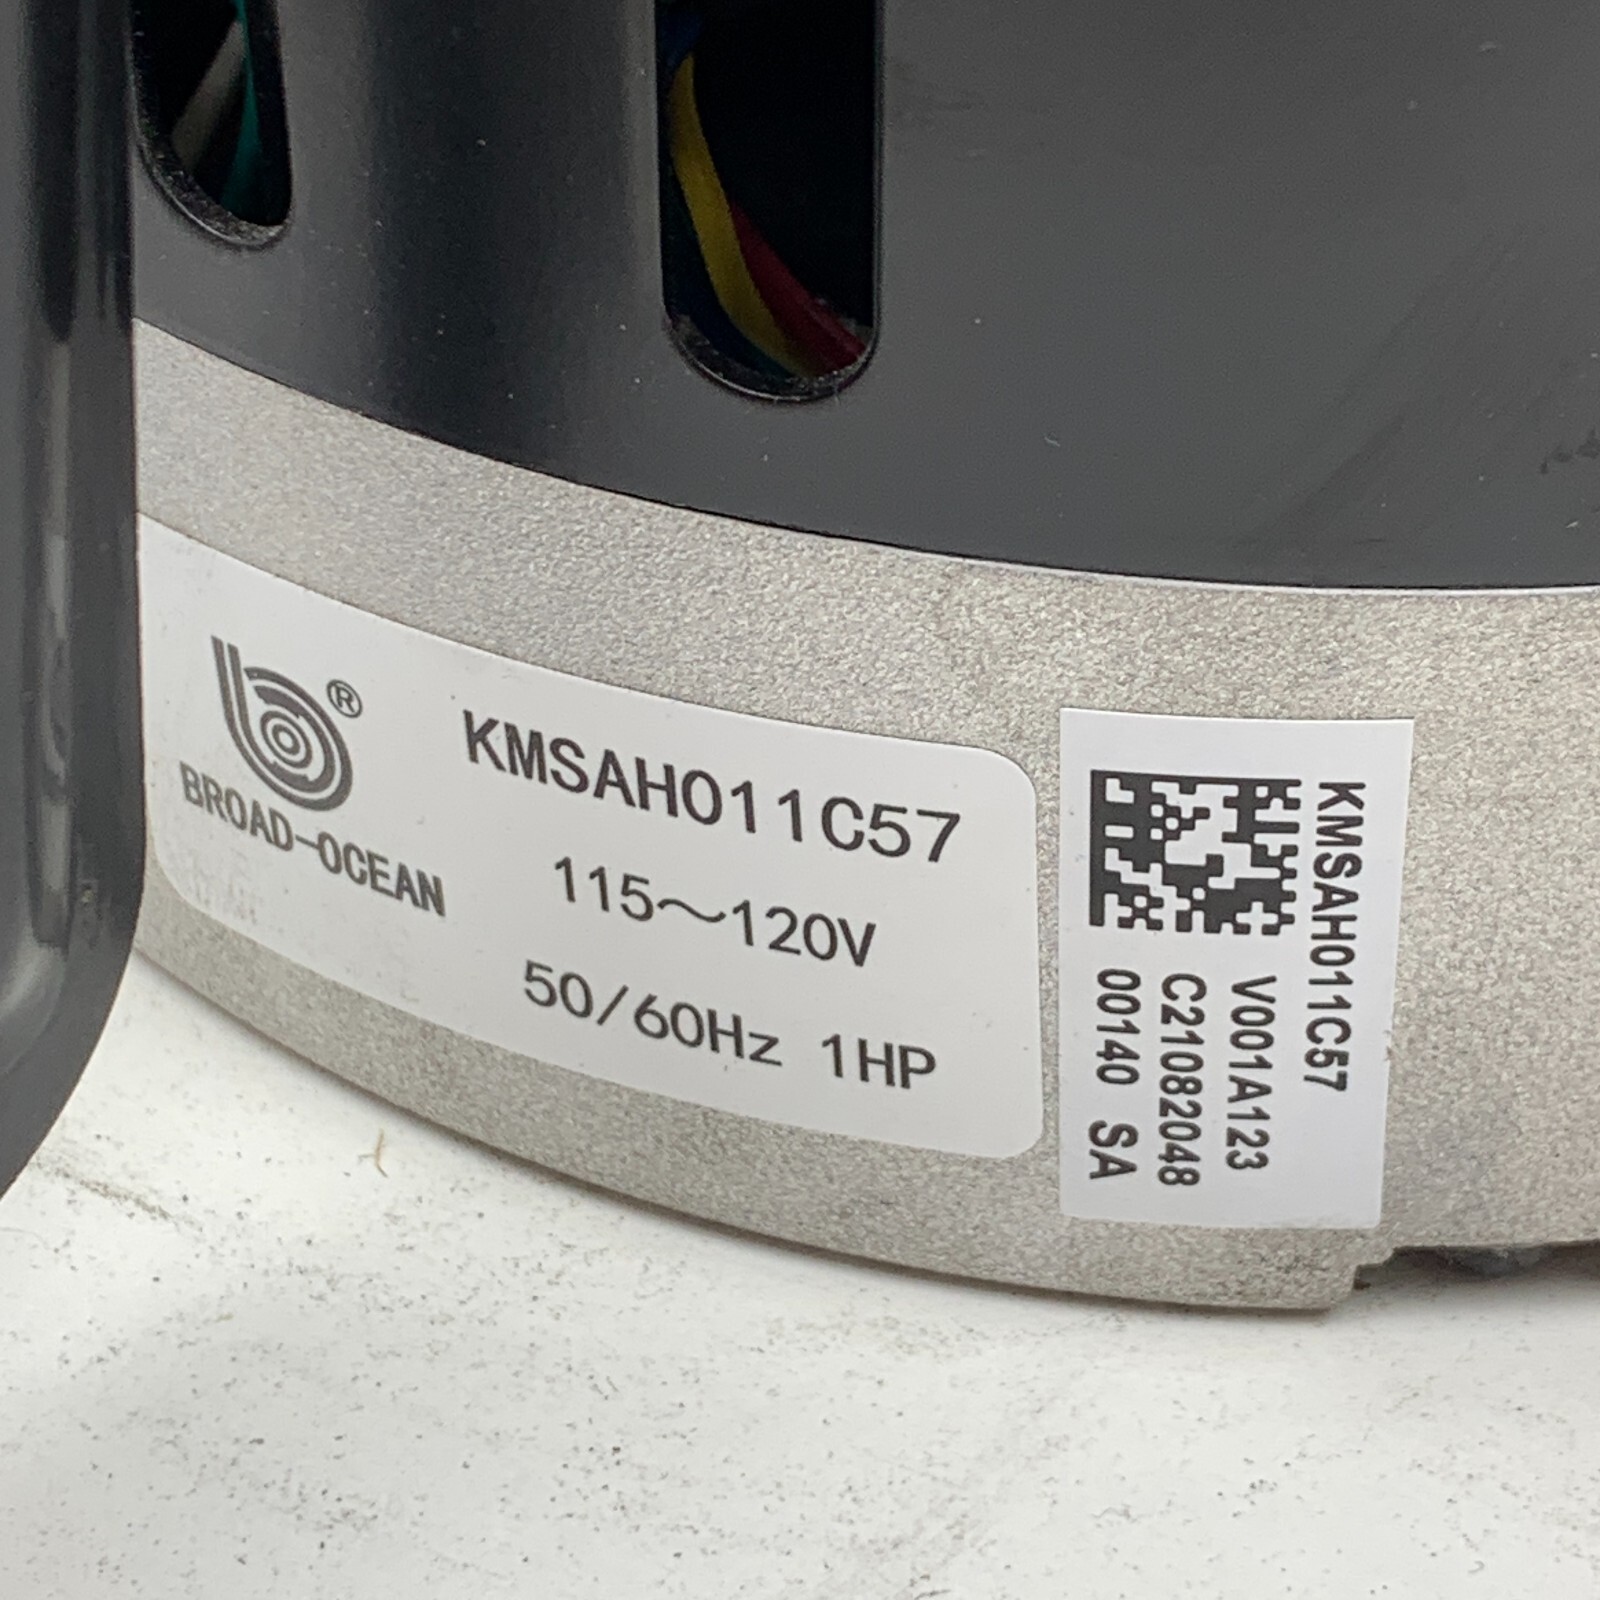 ®
BROAD-OCEAN
KMSAH011C57
115～120V
50/60Hz 1HP
KMSAH011C57
V001A123
C21082048
00140 SA